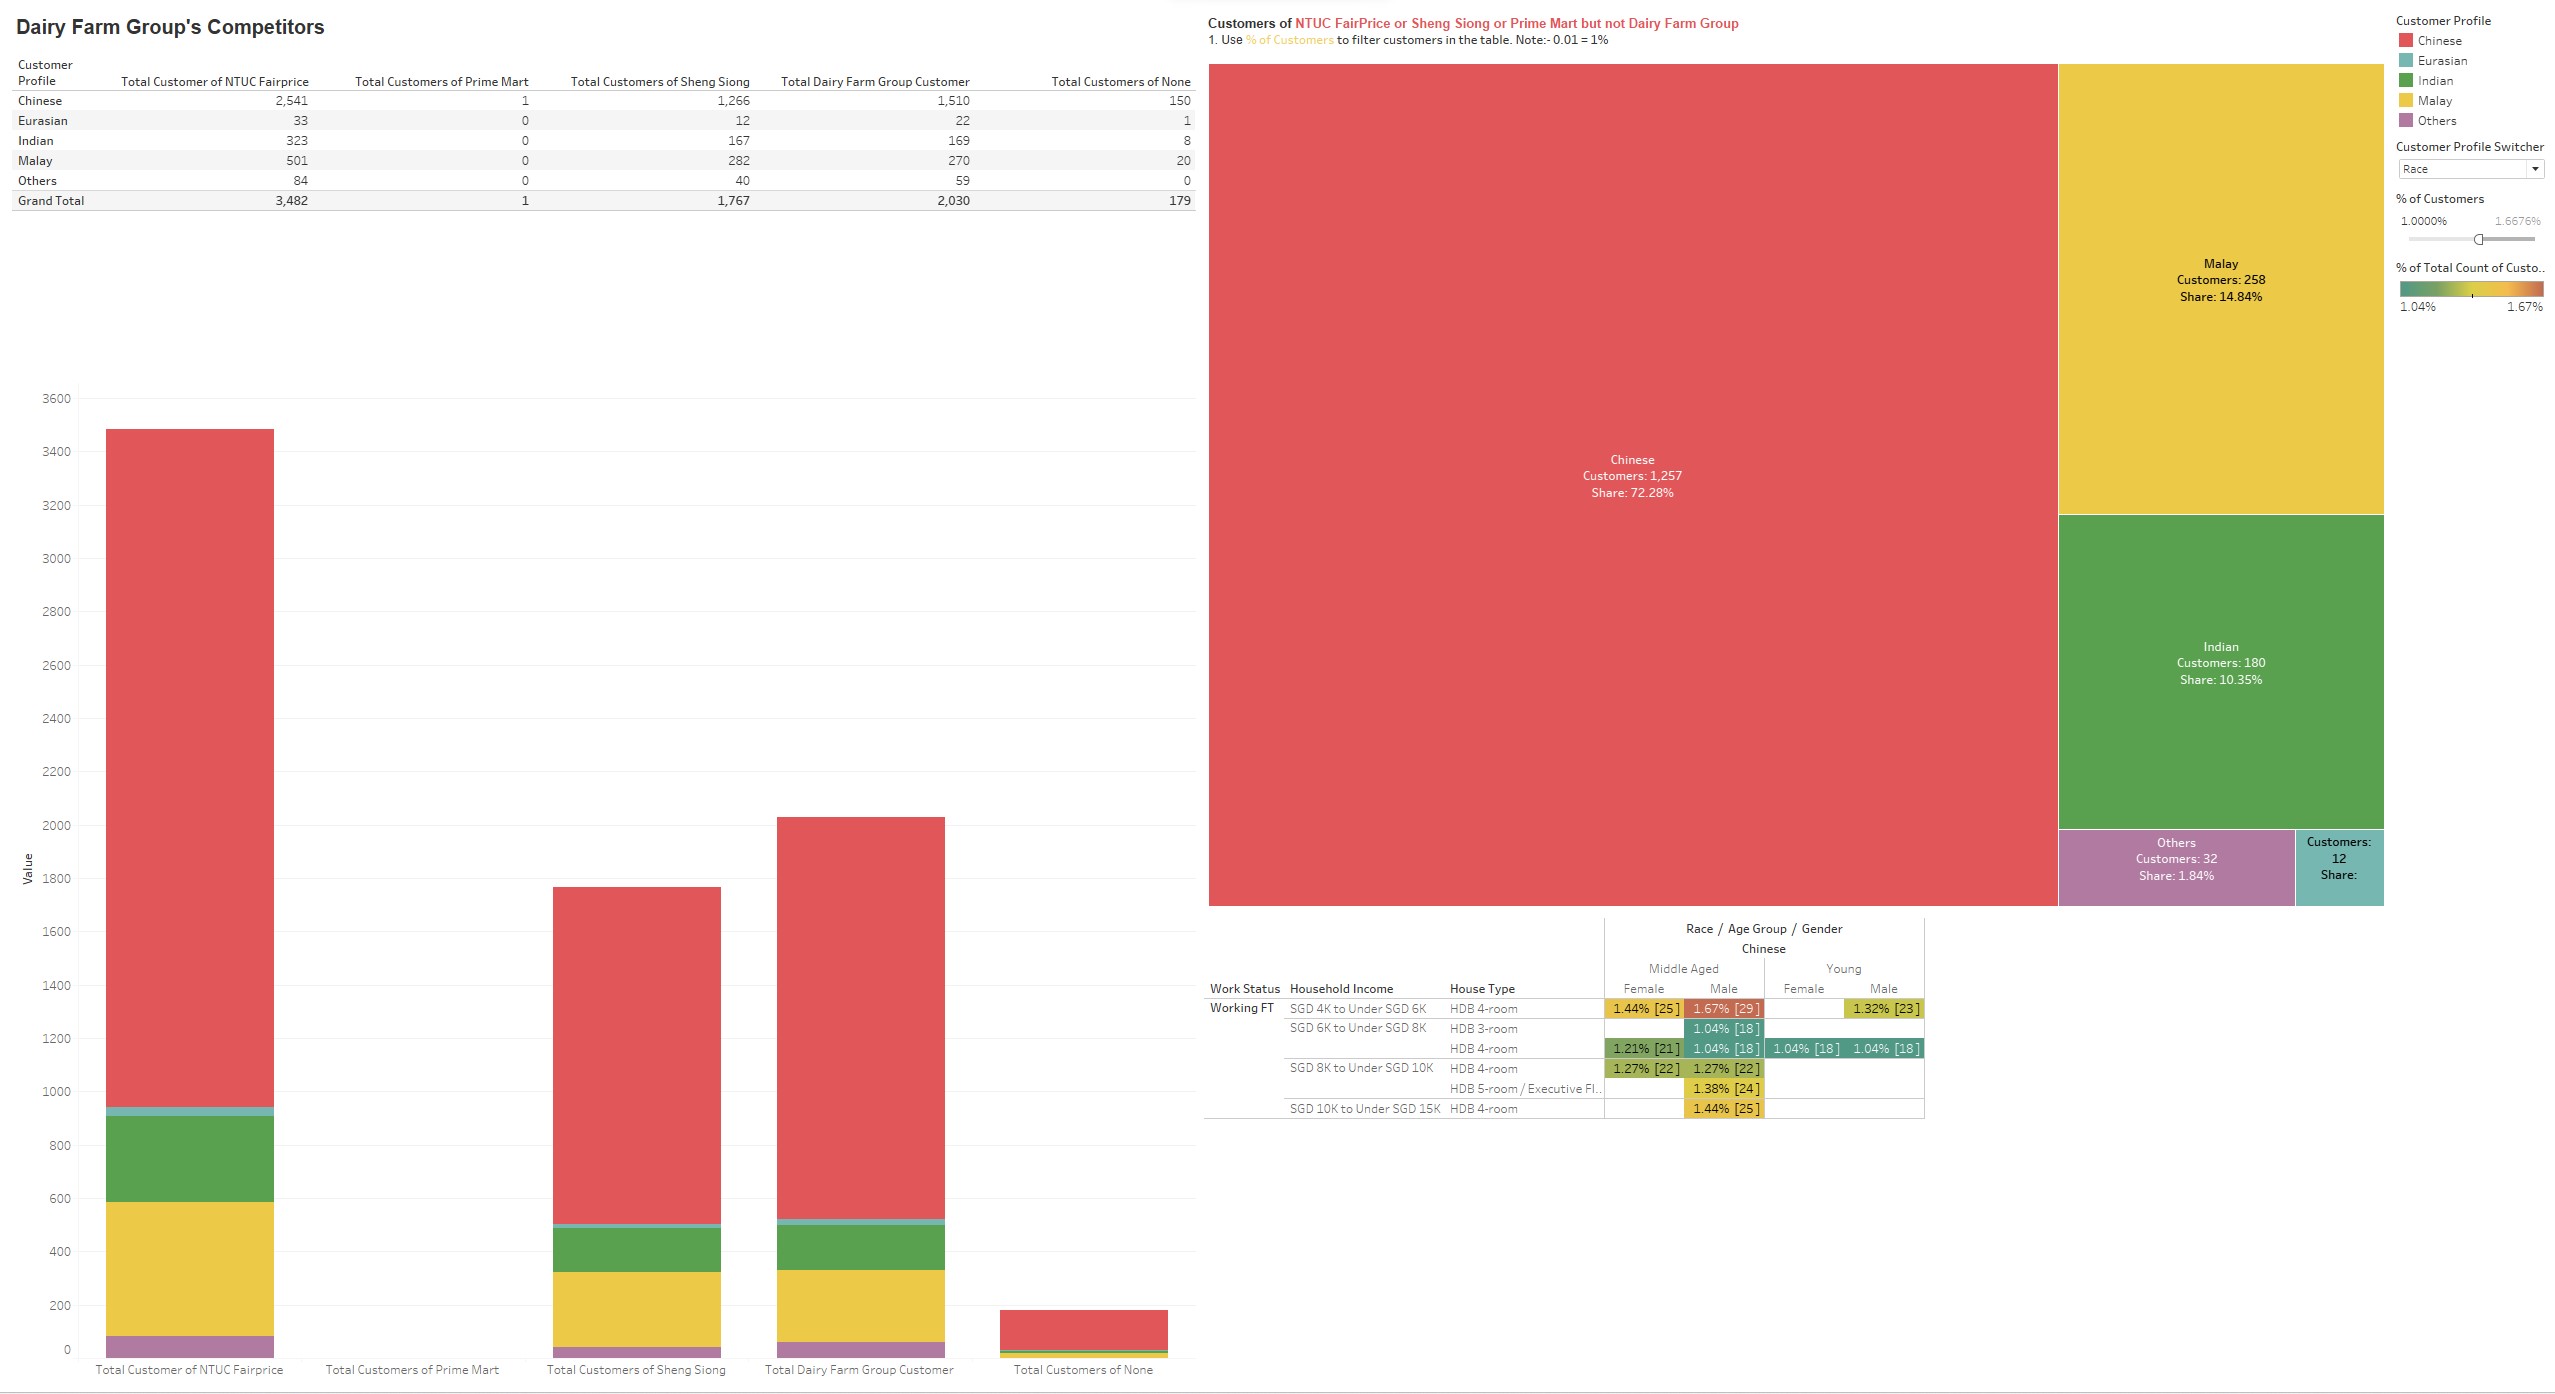 Dairy Farm Group's Competitors
Customer Profile Total Customer of NTUC Fairprice Total Customers of Prime Mart Total Customers of Sheng Siong Total Dairy Farm Group Customer Total Customers of None
Chinese 2,541 1 1,266 1,510 150
Eurasian 33 0 12 22 1
Indian 323 0 167 169 8
Malay 501 0 282 270 20
Others 84 0 40 59 0
Grand Total 3,482 1 1,767 2,030 179
3600
3400
3200
3000
2800
2600
2400
2200
2000
1800
1600
1400
1200
1000
800
600
400
200
0
Value
Total Customer of NTUC Fairprice Total Customers of Prime Mart Total Customers of Sheng Siong Total Dairy Farm Group Customer Total Customers of None
Customers of NTUC FairPrice or Sheng Siong or Prime Mart but not Dairy Farm Group
1. Use % of Customers to filter customers in the table. Note:- 0.01 = 1%
Chinese
Customers: 1,257
Share: 72.28%
Malay
Customers: 258
Share: 14.84%
Indian
Customers: 180
Share: 10.35%
Others
Customers: 32
Share: 1.84%
Customers:
12
Share:
Race / Age Group / Gender
Chinese
Middle Aged Young
Work Status Household Income House Type Female Male Female Male
Working FT SGD 4K to Under SGD 6K HDB 4-room 1.44% [25] 1.67% [29] 1.32% [23]
SGD 6K to Under SGD 8K HDB 3-room 1.04% [18]
HDB 4-room 1.21% [21] 1.04% [18] 1.04% [18] 1.04% [18]
SGD 8K to Under SGD 10K HDB 4-room 1.27% [22] 1.27% [22]
HDB 5-room / Executive Fl.. 1.38% [24]
SGD 10K to Under SGD 15K HDB 4-room 1.44% [25]
Customer Profile
Chinese
Eurasian
Indian
Malay
Others
Customer Profile Switcher
Race
% of Customers
1.0000% 1.6676%
% of Total Count of Custo..
1.04% 1.67%